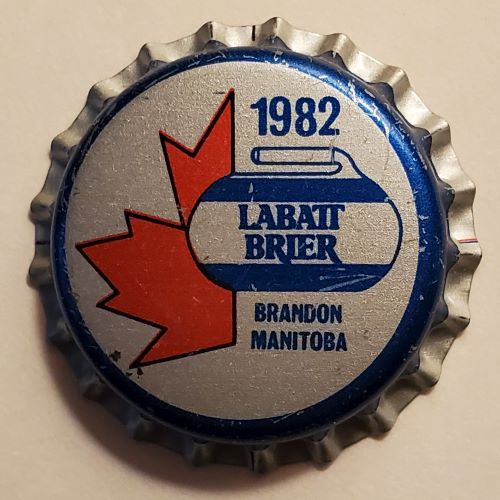 1982
LABATT
BRIER
BRANDON
MANITOBA